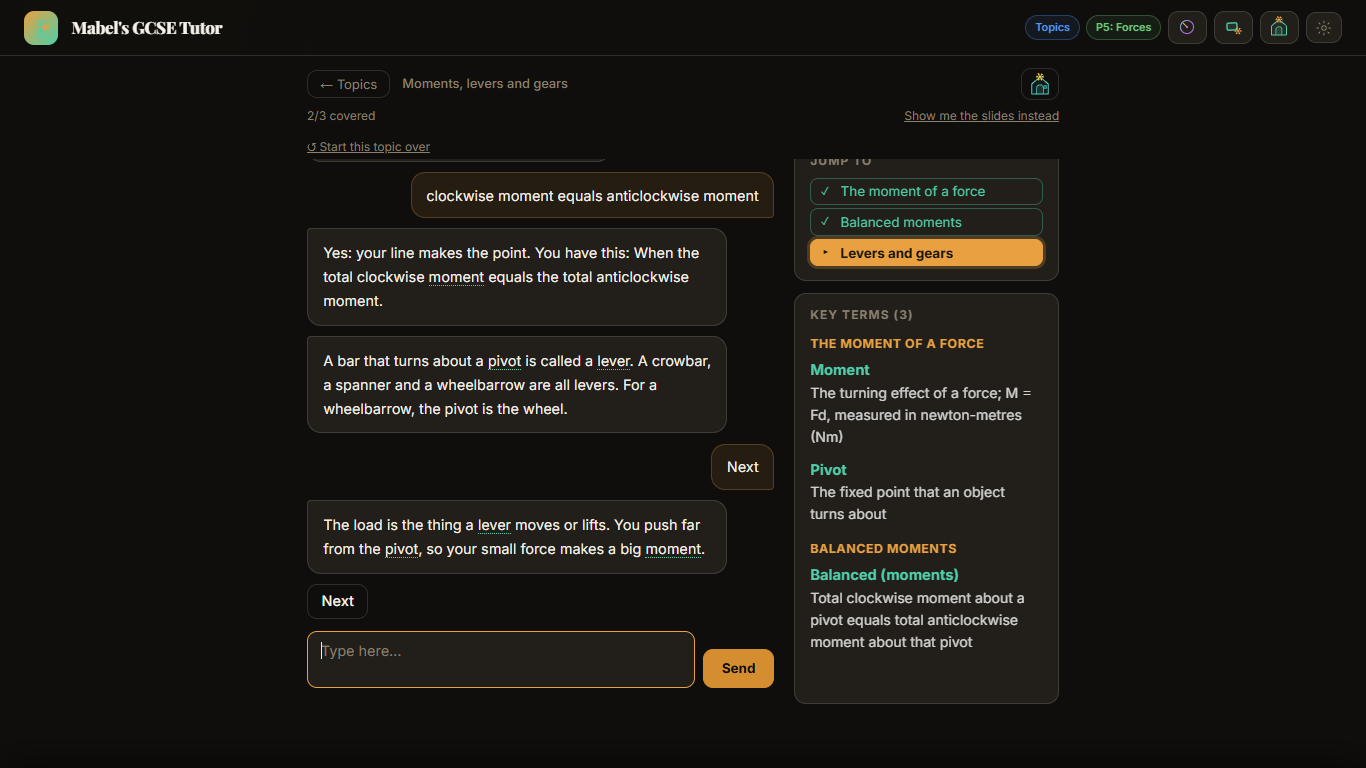 Mabel's GCSE Tutor
Topics
P5: Forces
← Topics
Moments, levers and gears
2/3 covered
Show me the slides instead
↺ Start this topic over
clockwise moment equals anticlockwise moment
Yes: your line makes the point. You have this: When the
total clockwise moment equals the total anticlockwise
moment.
A bar that turns about a pivot is called a lever. A crowbar,
a spanner and a wheelbarrow are all levers. For a
wheelbarrow, the pivot is the wheel.
Next
The load is the thing a lever moves or lifts. You push far
from the pivot, so your small force makes a big moment.
Next
Type here...
Send
JUMP TO
✓ The moment of a force
✓ Balanced moments
‣ Levers and gears
KEY TERMS (3)
THE MOMENT OF A FORCE
Moment
The turning effect of a force; M =
Fd, measured in newton-metres
(Nm)
Pivot
The fixed point that an object
turns about
BALANCED MOMENTS
Balanced (moments)
Total clockwise moment about a
pivot equals total anticlockwise
moment about that pivot